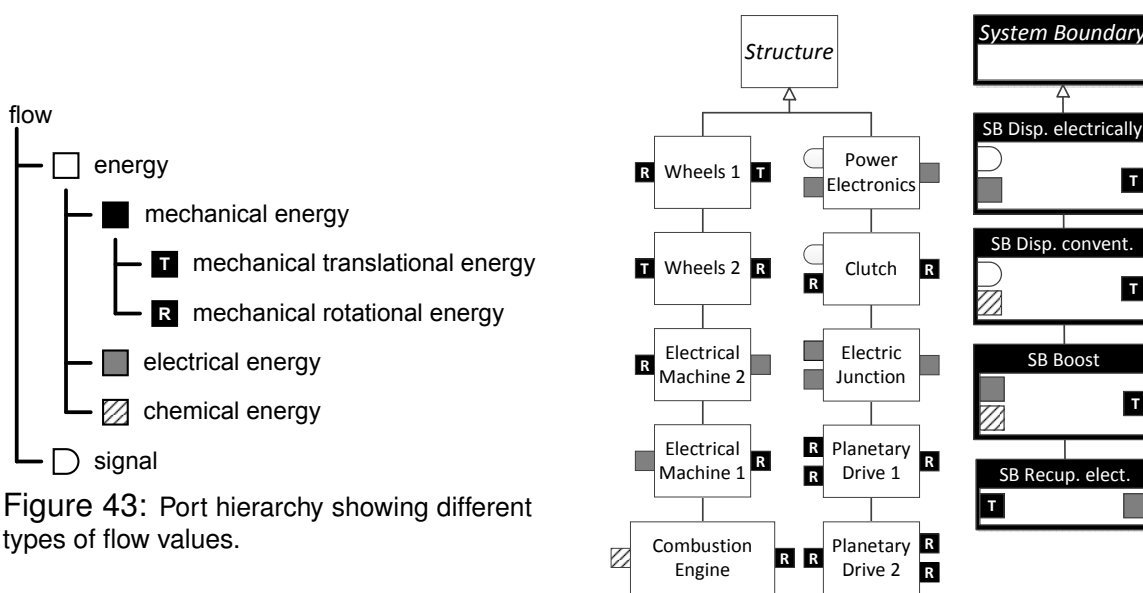 flow
energy
mechanical energy
T mechanical translational energy
R mechanical rotational energy
electrical energy
chemical energy
signal
Figure 43: Port hierarchy showing different
types of flow values.
Structure
R Wheels 1 T
T Wheels 2 R
R Electrical
Machine 2
Electrical
Machine 1 R
Combustion
Engine R
Power
Electronics
R Clutch R
Electric
Junction
R Planetary
R Drive 1 R
R Planetary R
Drive 2 R
System Boundary
SB Disp. electrically
T
SB Disp. convent.
T
SB Boost
T
SB Recup. elect.
T